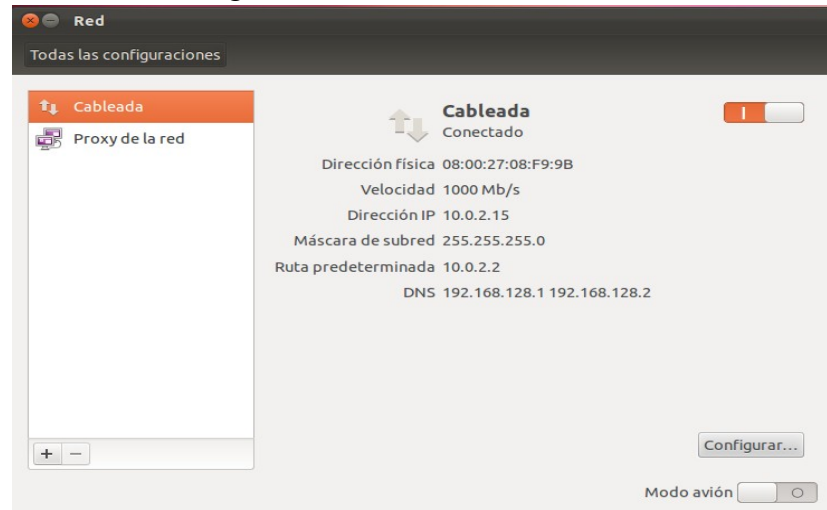 Red
Todas las configuraciones
Cableada
Proxy de la red
Cableada
Conectado
Dirección física 08:00:27:08:F9:9B
Velocidad 1000 Mb/s
Dirección IP 10.0.2.15
Máscara de subred 255.255.255.0
Ruta predeterminada 10.0.2.2
DNS 192.168.128.1 192.168.128.2
Configurar...
Modo avión